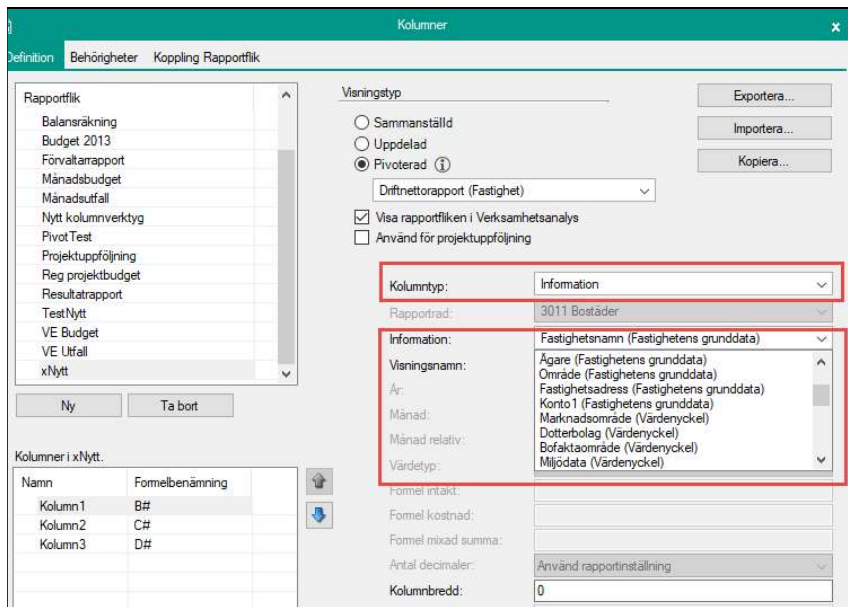 Kolumner
Definition Behörigheter Koppling Rapportflik
Rapportflik
Balansräkning
Budget 2013
Förvaltarrapport
Månadsbudget
Månadsutfall
Nytt kolumnverktyg
PivotTest
Projektuppföljning
Reg projektbudget
Resultatrapport
TestNytt
VE Budget
VE Utfall
xNytt
Ny Ta bort
Kolumner i xNytt.
Namn Formelbenämning
Kolumn1 B#
Kolumn2 C#
Kolumn3 D#
Visningstyp
Sammanställd
Uppdelad
Pivoterad
Driftnettorapport (Fastighet)
Visa rapportfliken i Verksamhetsanalys
Använd för projektuppföljning
Exportera...
Importera...
Kopiera...
Kolumntyp: Information
Rapportrad: 3011 Bostäder
Information: Fastighetsnamn (Fastighetens grunddata)
Visningsnamn:
År:
Månad:
Månad relativ:
Värdetyp:
Ägare (Fastighetens grunddata)
Område (Fastighetens grunddata)
Fastighetsadress (Fastighetens grunddata)
Konto1 (Fastighetens grunddata)
Marknadsområde (Värdenyckel)
Dotterbolag (Värdenyckel)
Bofaktaområde (Värdenyckel)
Miljödata (Värdenyckel)
Formel intäkt:
Formel kostnad:
Formel mixad summa:
Antal decimaler: Använd rapportinställning
Kolumnbredd: 0